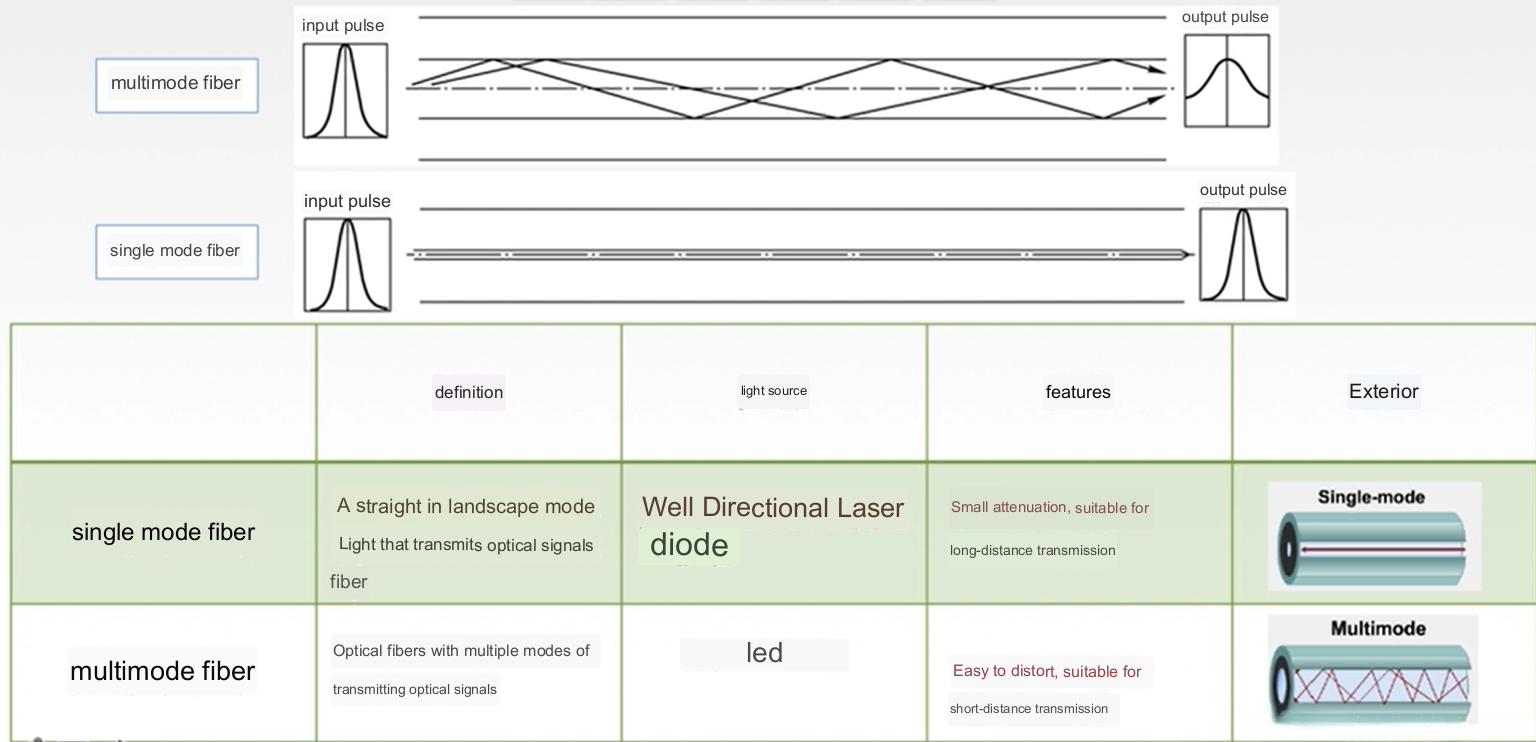 input pulse
output pulse
multimode fiber
input pulse
output pulse
single mode fiber
definition
light source
features
Exterior
single mode fiber
A straight in landscape mode
Light that transmits optical signals
fiber
Well Directional Laser
diode
Small attenuation, suitable for
long-distance transmission
Single-mode
multimode fiber
Optical fibers with multiple modes of
transmitting optical signals
led
Easy to distort, suitable for
short-distance transmission
Multimode